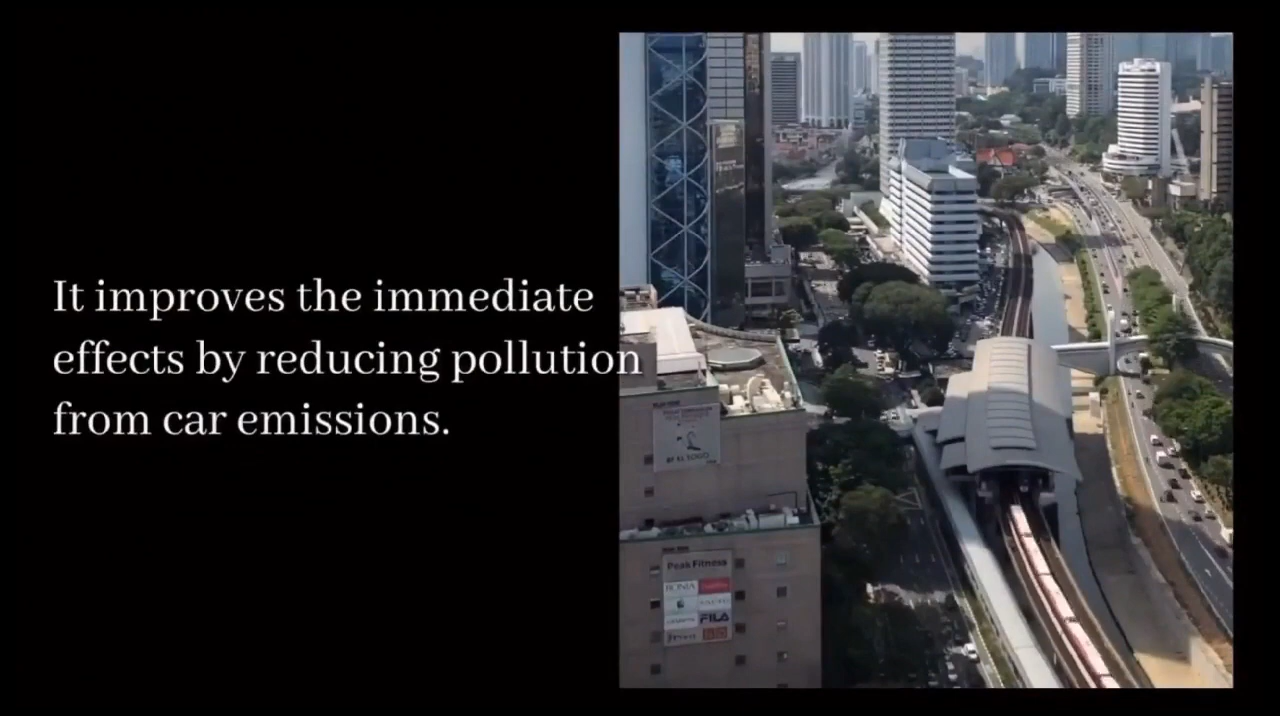 It improves the immediate
effects by reducing pollution
from car emissions.
Peak Fitness
FILA